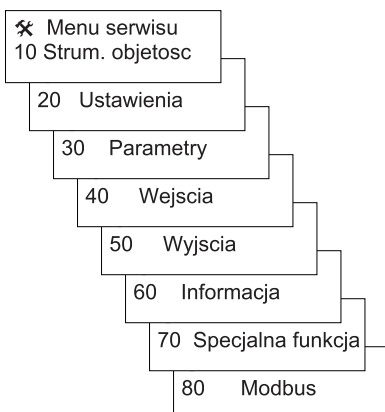 🛠 Menu serwisu
10 Strum. objetosc
20 Ustawienia
30 Parametry
40 Wejscia
50 Wyjscia
60 Informacja
70 Specjalna funkcja
80 Modbus